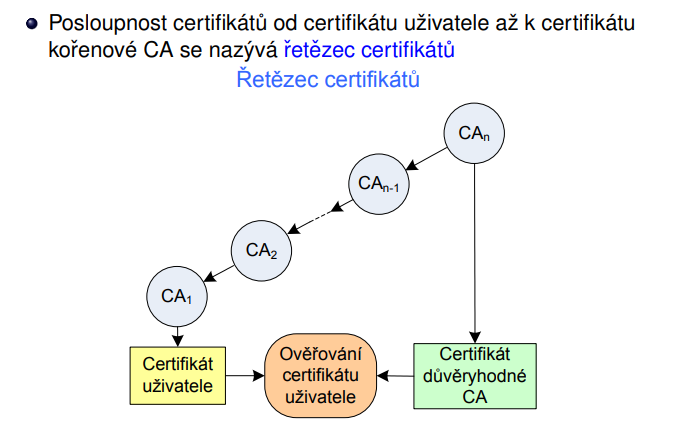 Posloupnost certifikátů od certifikátu uživatele až k certifikátu
kořenové CA se nazývá řetězec certifikátů
Řetězec certifikátů
CAn
CAn-1
CA2
CA1
Certifikát
uživatele
Ověřování
certifikátu
uživatele
Certifikát
důvěryhodné
CA